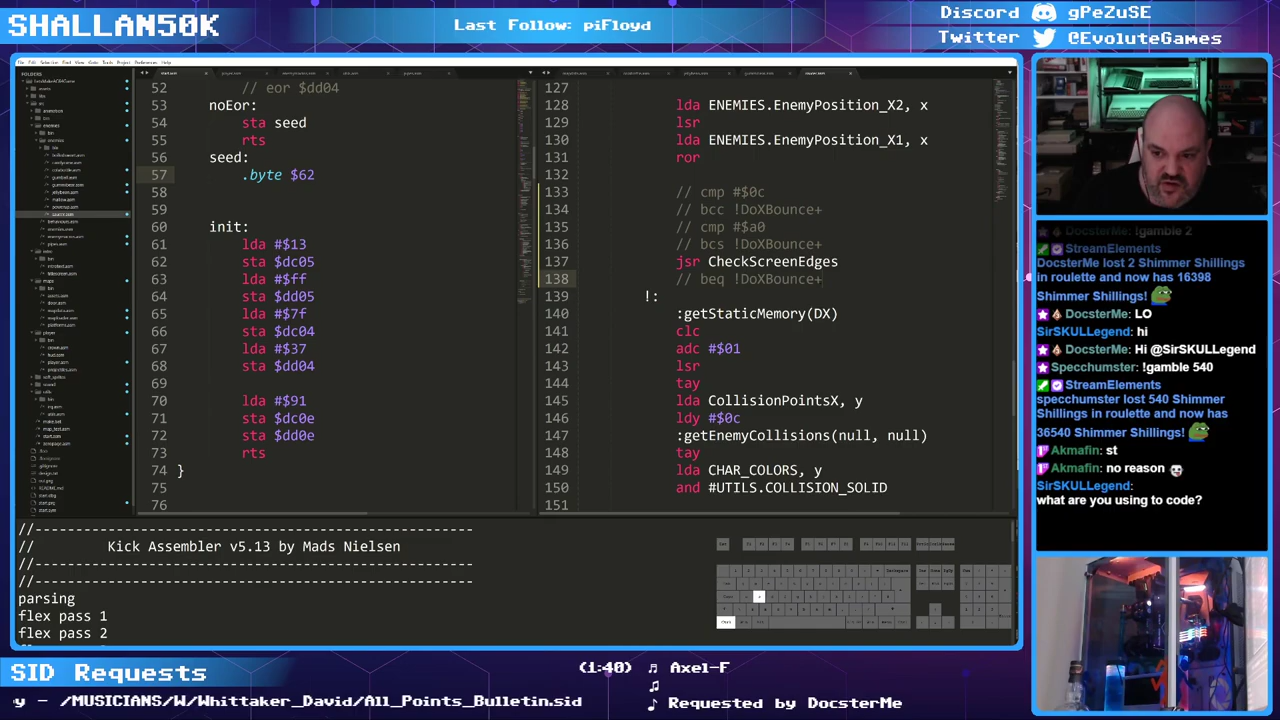 SHALLAN50K
Last Follow: piFloyd
Discord gPeZuSE
Twitter @EvoluteGames
FOLDERS
52 // eor $dd04
53 noEor:
54 sta seed
55 rts
56 seed:
57 .byte $62
58
59
60 init:
61 lda #$13
62 sta $dc05
63 lda #$ff
64 sta $dd05
65 lda #$7f
66 sta $dc04
67 lda #$37
68 sta $dd04
69
70 lda #$91
71 sta $dc0e
72 sta $dd0e
73 rts
74 }
75
76
127
128 lda ENEMIES.EnemyPosition_X2, x
129 lsr
130 lda ENEMIES.EnemyPosition_X1, x
131 ror
132
133 // cmp #$0c
134 // bcc !DoXBounce+
135 // cmp #$a0
136 // bcs !DoXBounce+
137 jsr CheckScreenEdges
138 // beq !DoXBounce+
139 !:
140 :getStaticMemory(DX)
141 clc
142 adc #$01
143 lsr
144 tay
145 lda CollisionPointsX, y
146 ldy #$0c
147 :getEnemyCollisions(null, null)
148 tay
149 lda CHAR_COLORS, y
150 and #UTILS.COLLISION_SOLID
151
//------------------------------------------------------
// Kick Assembler v5.13 by Mads Nielsen
//------------------------------------------------------
//------------------------------------------------------
parsing
flex pass 1
flex pass 2
DocsterMe: !gamble 2
StreamElements
DocsterMe lost 2 Shimmer Shillings in roulette and now has 16398 Shimmer Shillings!
DocsterMe: LO
SirSKULLegend: hi
DocsterMe: Hi @SirSKULLegend
Specchumster: !gamble 540
StreamElements
specchumster lost 540 Shimmer Shillings in roulette and now has 36540 Shimmer Shillings!
Akmafin: st
Akmafin: no reason
SirSKULLegend:
what are you using to code?
SID Requests
(1:40) ♫ Axel-F
♫
y - /MUSICIANS/W/Whittaker_David/All_Points_Bulletin.sid
♪ Requested by DocsterMe